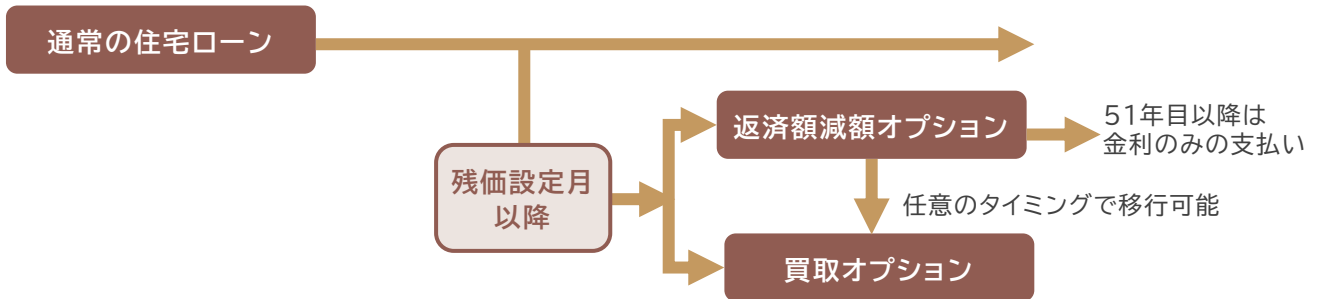 通常の住宅ローン
返済額減額オプション
51年目以降は
金利のみの支払い
残価設定月
以降
任意のタイミングで移行可能
買取オプション